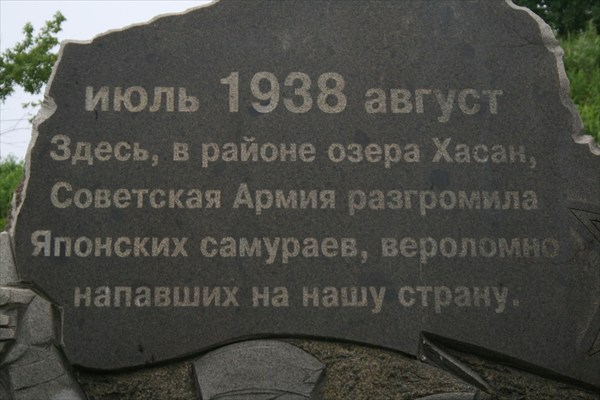 июль 1938 август
Здесь, в районе озера Хасан,
Советская Армия разгромила
Японских самураев, вероломно
напавших на нашу страну.